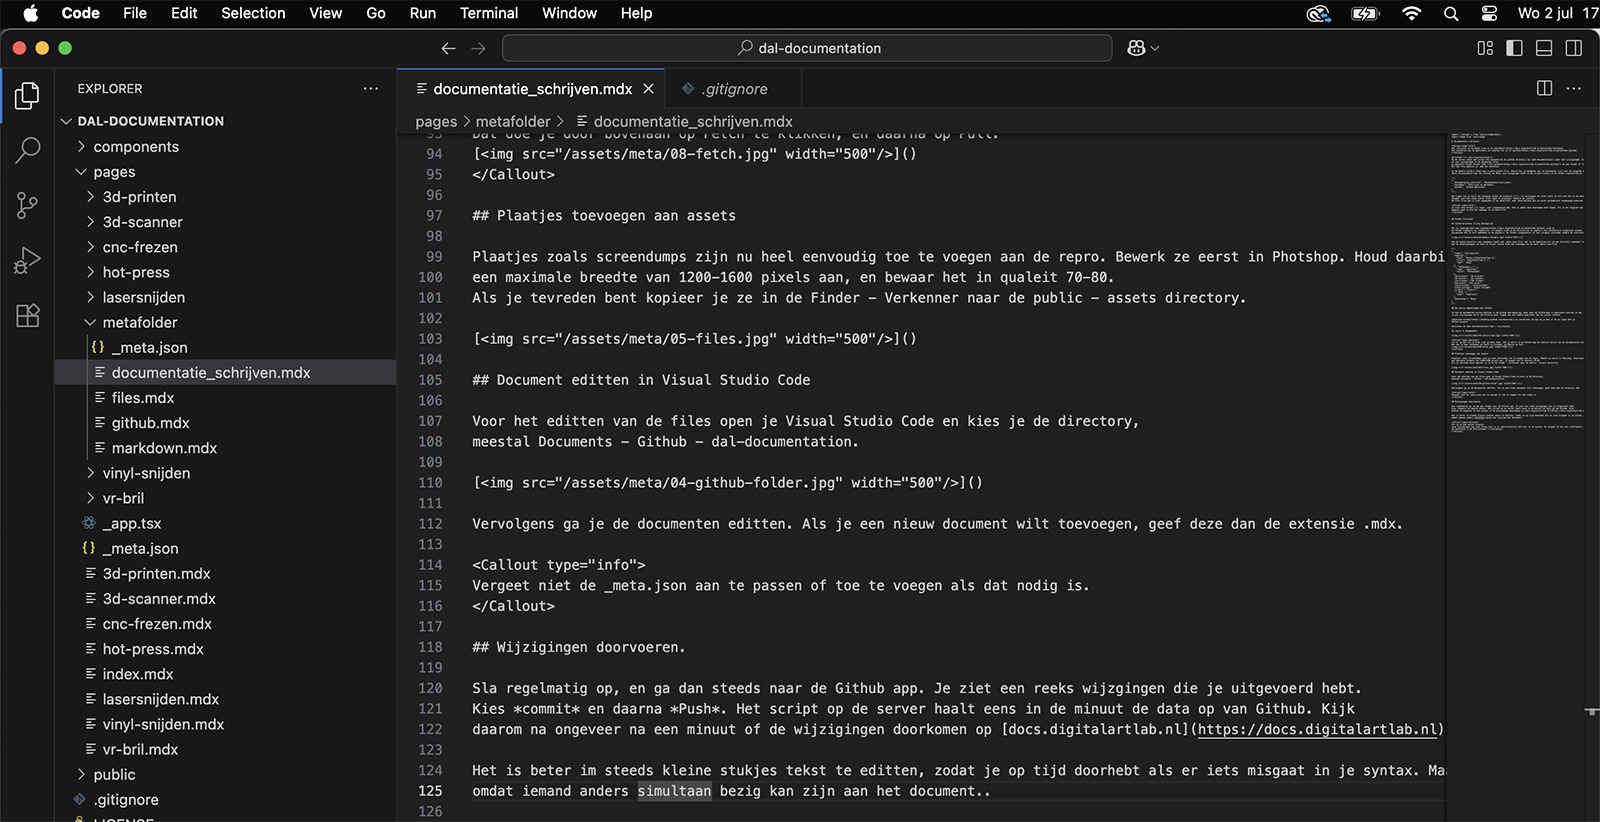 Code File Edit Selection View Go Run Terminal Window Help Wo 2 jul 17
dal-documentation
EXPLORER
DAL-DOCUMENTATION
components
pages
3d-printen
3d-scanner
cnc-frezen
hot-press
lasersnijden
metafolder
{} _meta.json
documentatie_schrijven.mdx
files.mdx
github.mdx
markdown.mdx
vinyl-snijden
vr-bril
_app.tsx
{} _meta.json
3d-printen.mdx
3d-scanner.mdx
cnc-frezen.mdx
hot-press.mdx
index.mdx
lasersnijden.mdx
vinyl-snijden.mdx
vr-bril.mdx
public
.gitignore
LICENSE
documentatie_schrijven.mdx .gitignore
pages > metafolder > documentatie_schrijven.mdx
93 Dat doe je door bovenaan op Fetch te klikken, en daarna op Pull.
94 [<img src="/assets/meta/08-fetch.jpg" width="500"/>]()
95 </Callout>
96
97 ## Plaatjes toevoegen aan assets
98
99 Plaatjes zoals screendumps zijn nu heel eenvoudig toe te voegen aan de repro. Bewerk ze eerst in Photshop. Houd daarbi
100 een maximale breedte van 1200-1600 pixels aan, en bewaar het in qualeit 70-80.
101 Als je tevreden bent kopieer je ze in de Finder - Verkenner naar de public - assets directory.
102
103 [<img src="/assets/meta/05-files.jpg" width="500"/>]()
104
105 ## Document editten in Visual Studio Code
106
107 Voor het editten van de files open je Visual Studio Code en kies je de directory,
108 meestal Documents - Github - dal-documentation.
109
110 [<img src="/assets/meta/04-github-folder.jpg" width="500"/>]()
111
112 Vervolgens ga je de documenten editten. Als je een nieuw document wilt toevoegen, geef deze dan de extensie .mdx.
113
114 <Callout type="info">
115 Vergeet niet de _meta.json aan te passen of toe te voegen als dat nodig is.
116 </Callout>
117
118 ## Wijzigingen doorvoeren.
119
120 Sla regelmatig op, en ga dan steeds naar de Github app. Je ziet een reeks wijzgingen die je uitgevoerd hebt.
121 Kies *commit* en daarna *Push*. Het script op de server haalt eens in de minuut de data op van Github. Kijk
122 daarom na ongeveer na een minuut of de wijzigingen doorkomen op [docs.digitalartlab.nl](https://docs.digitalartlab.nl)
123
124 Het is beter im steeds kleine stukjes tekst te editten, zodat je op tijd doorhebt als er iets misgaat in je syntax. Ma
125 omdat iemand anders simultaan bezig kan zijn aan het document..
126